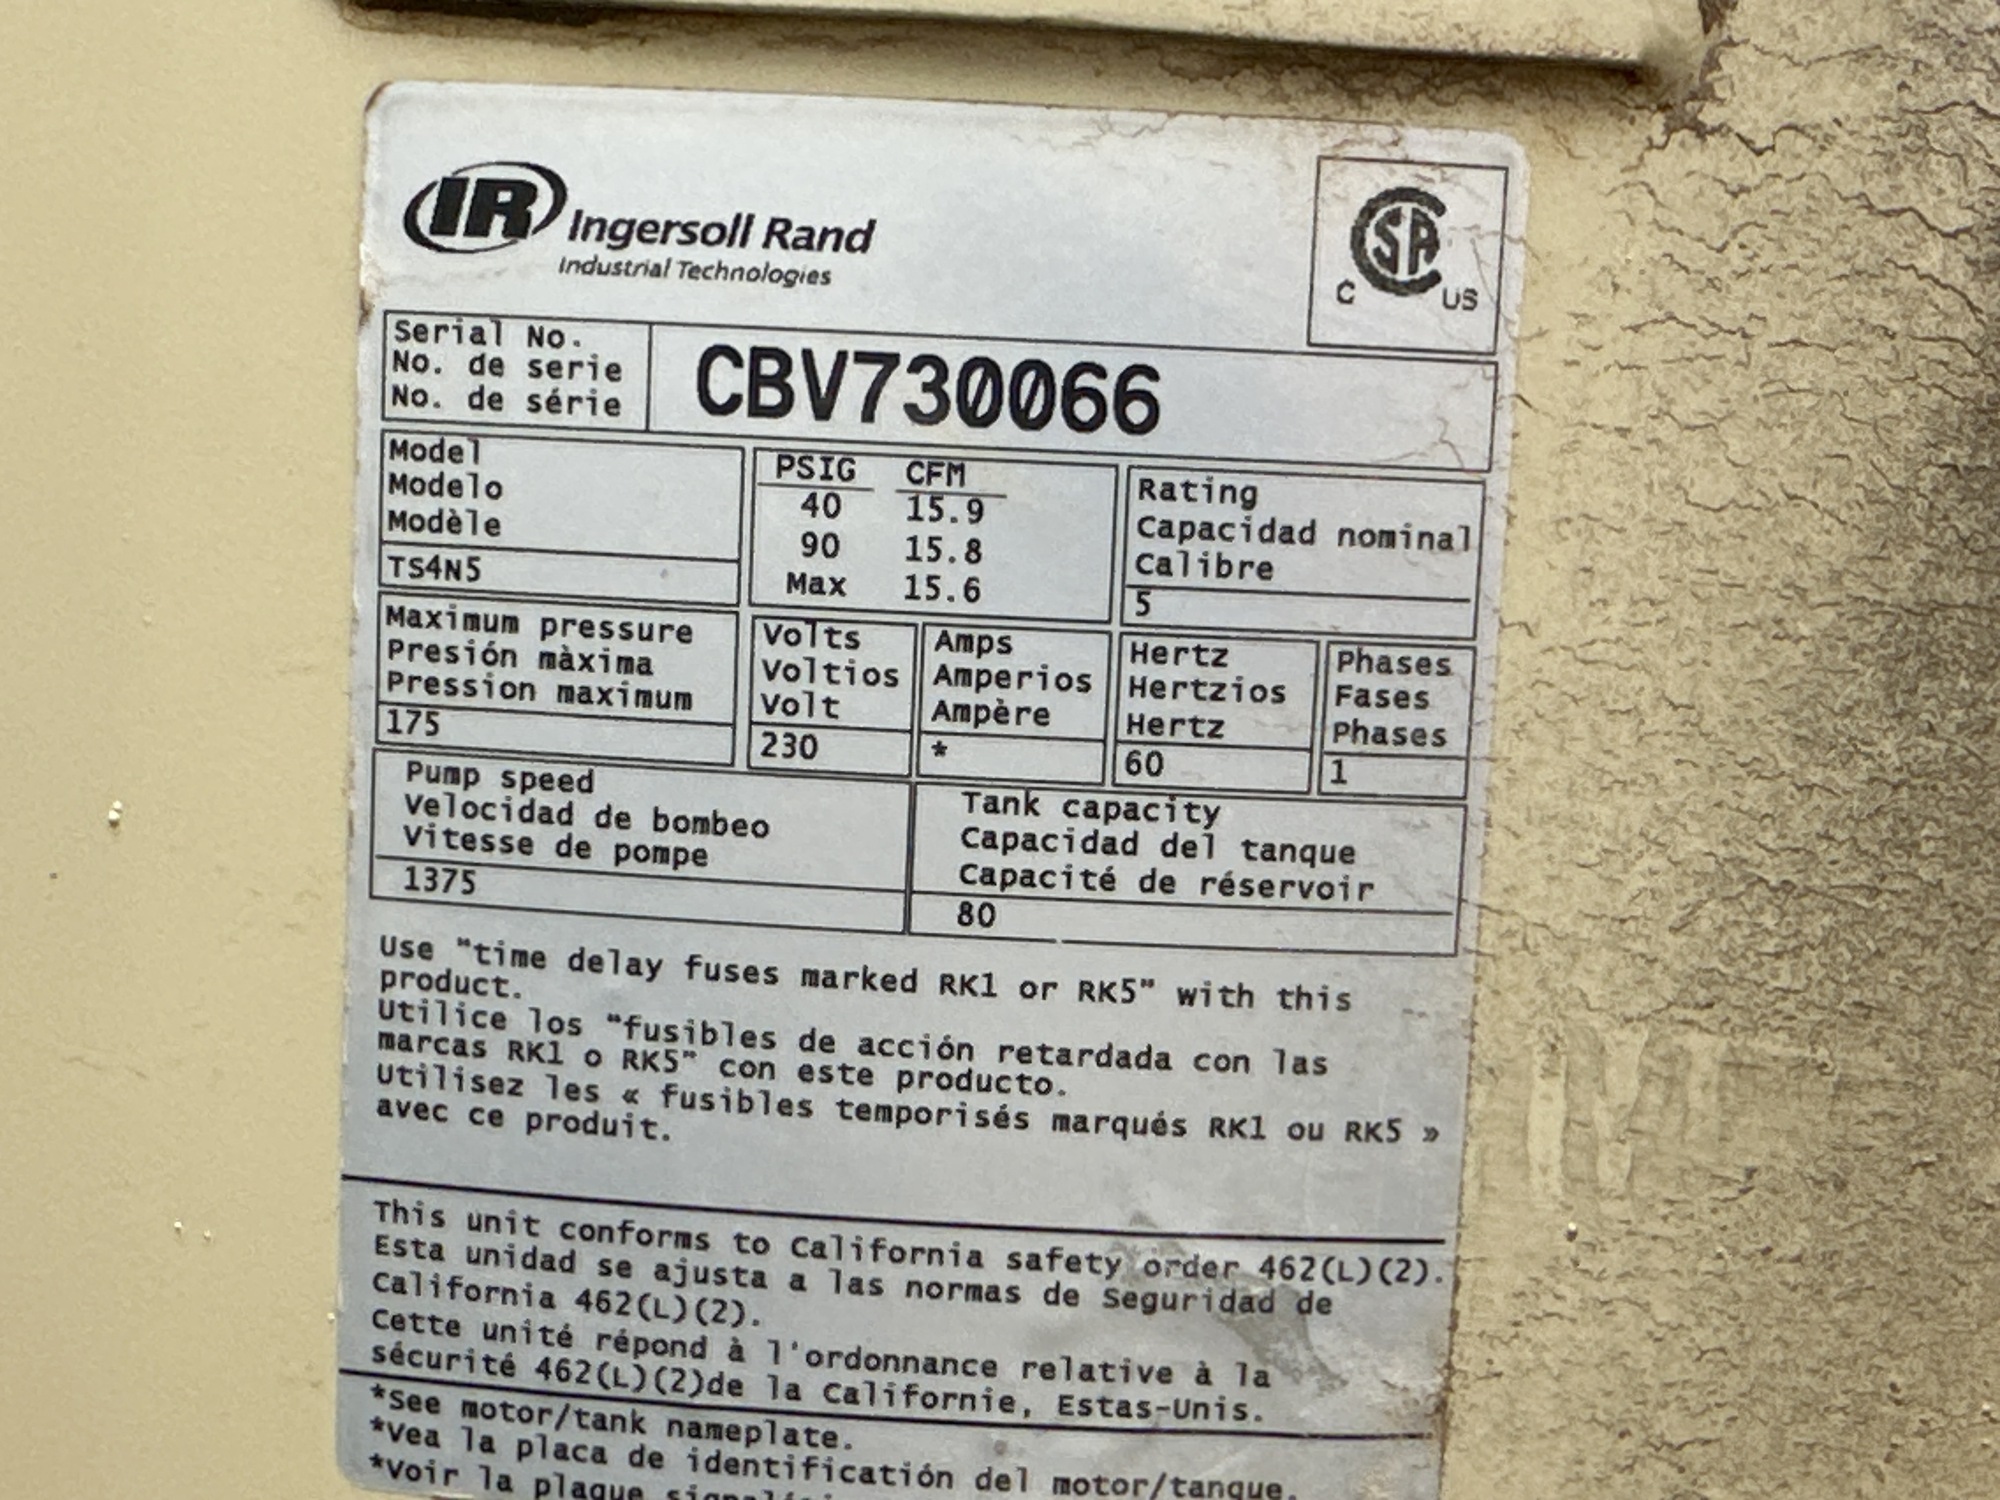 IR Ingersoll Rand
Industrial Technologies
CSA
C US
Serial No.
No. de serie
No. de série
CBV730066
Model
Modelo
Modèle
TS4N5
PSIG CFM
40 15.9
90 15.8
Max 15.6
Rating
Capacidad nominal
Calibre
5
Maximum pressure
Presión màxima
Pression maximum
175
Volts
Voltios
Volt
230
Amps
Amperios
Ampère
*
Hertz
Hertzios
Hertz
60
Phases
Fases
Phases
1
Pump speed
Velocidad de bombeo
Vitesse de pompe
1375
Tank capacity
Capacidad del tanque
Capacité de réservoir
80
Use "time delay fuses marked RK1 or RK5" with this
product.
Utilice los "fusibles de acción retardada con las
marcas RK1 o RK5" con este producto.
Utilisez les « fusibles temporisés marqués RK1 ou RK5 »
avec ce produit.
This unit conforms to California safety order 462(L)(2).
Esta unidad se ajusta a las normas de Seguridad de
California 462(L)(2).
Cette unité répond à l'ordonnance relative à la
sécurité 462(L)(2)de la Californie, Estas-Unis.
*See motor/tank nameplate.
*Vea la placa de identificación del motor/tanque.
*Voir la plaque